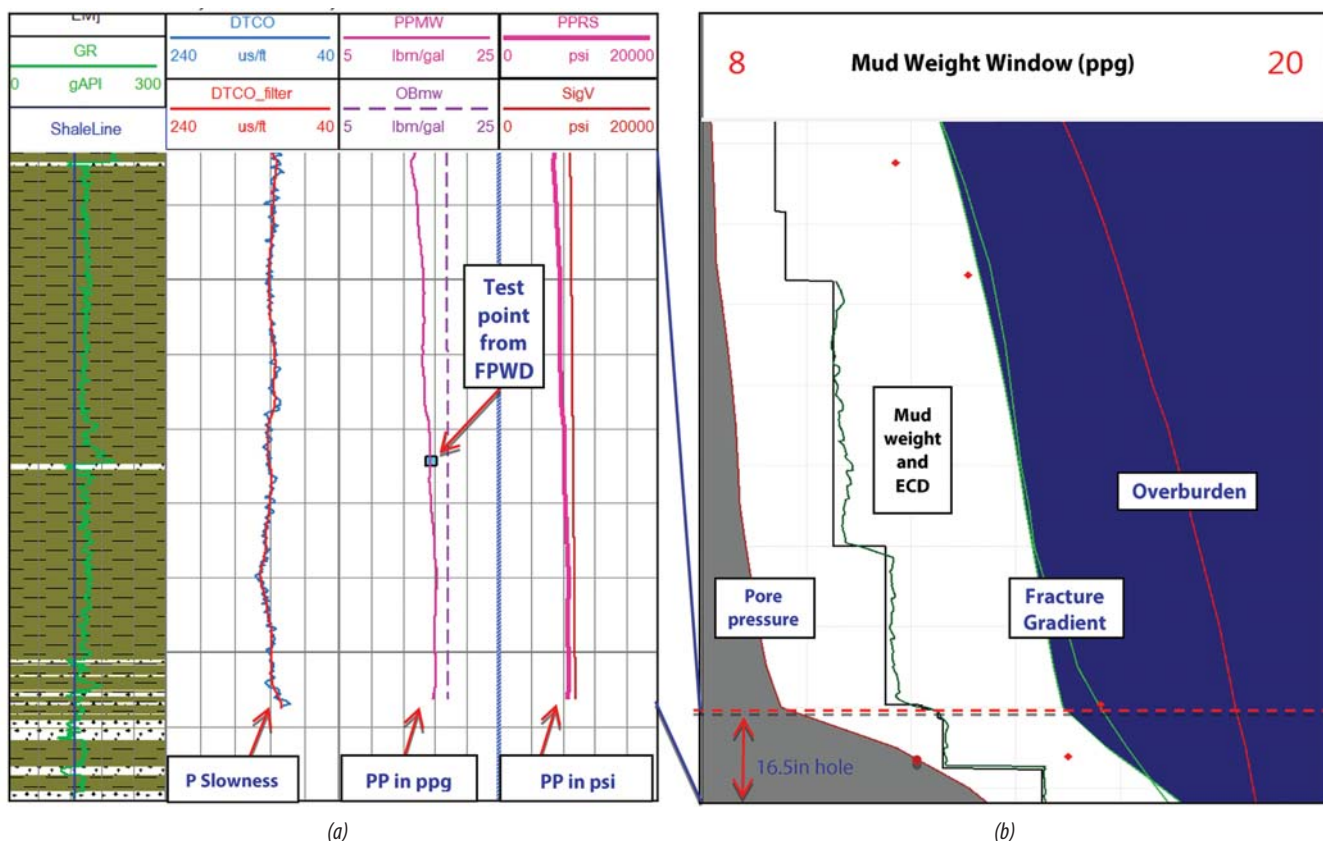 GR
0 gAPI 300
ShaleLine
DTCO
240 us/ft 40
DTCO_filter
240 us/ft 40
PPMW
5 lbm/gal 25
OBmw
5 lbm/gal 25
PPRS
0 psi 20000
SigV
0 psi 20000
Test
point
from
FPWD
P Slowness
PP in ppg
PP in psi
(a)
8 Mud Weight Window (ppg) 20
Mud
weight
and
ECD
Overburden
Pore
pressure
Fracture
Gradient
16.5in hole
(b)